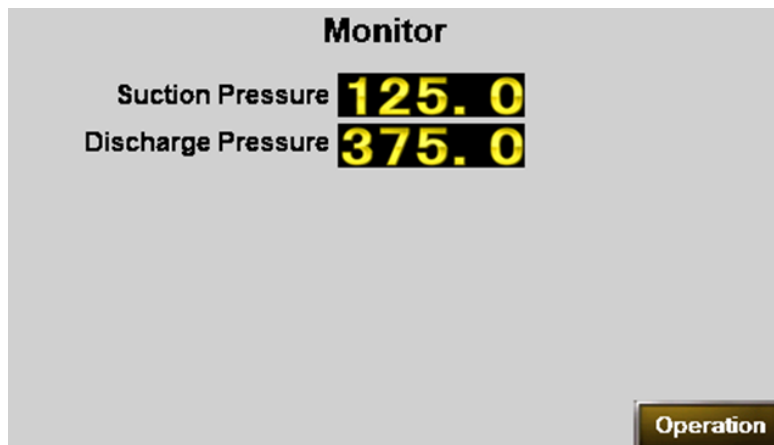 Monitor
Suction Pressure 125. 0
Discharge Pressure 375. 0
Operation